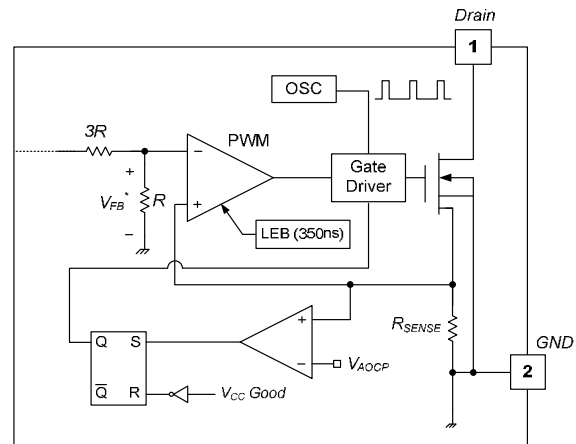 Drain
1
OSC
3R
PWM
−
+
V_FB*
R
−
+
Gate
Driver
LEB (350ns)
Q
S
Q̅
R
+
−
V_AOCP
V_CC Good
R_SENSE
GND
2